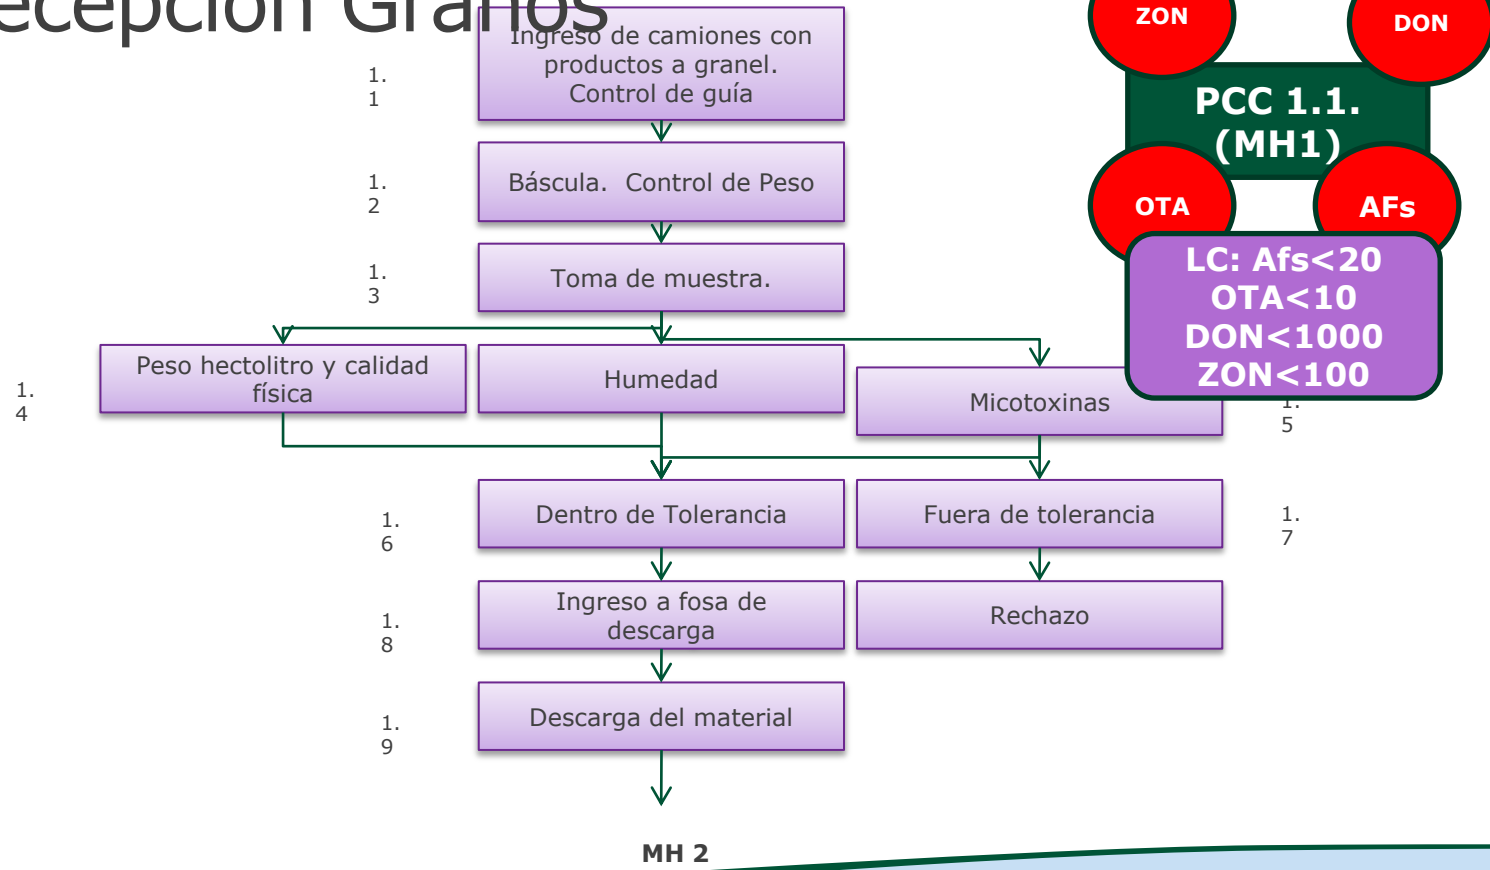 ecepción Granos
Ingreso de camiones con
productos a granel.
Control de guía
1.
1
ZON
DON
PCC 1.1.
(MH1)
Báscula.  Control de Peso
1.
2
OTA
AFs
Toma de muestra.
1.
3
LC: Afs<20
OTA<10
DON<1000
ZON<100
Peso hectolitro y calidad
física
Humedad
Micotoxinas
1.
4
1.
5
Dentro de Tolerancia
Fuera de tolerancia
1.
6
1.
7
Ingreso a fosa de
descarga
Rechazo
1.
8
Descarga del material
1.
9
MH 2